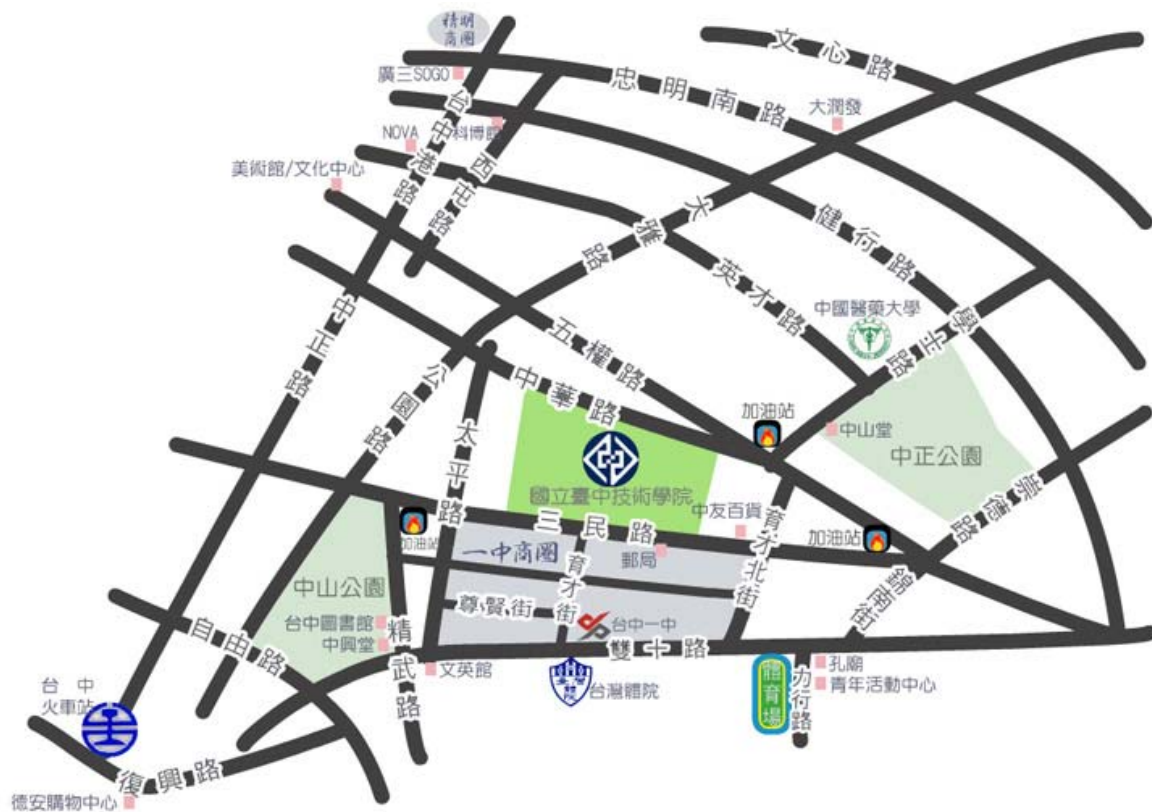 精明
商圈
廣三SOGO
文心路
忠明南路
大潤發
台中港路
NOVA
科博館
西屯路
美術館/文化中心
大雅路
健行路
英才路
中國醫藥大學
學士路
中正路
五權路
公園路
中華路
太平路
加油站
中山堂
中正公園
國立臺中技術學院
三民路
中友百貨
育才北街
加油站
崇德路
加油站
一中商圈
育才街
郵局
錦南街
中山公園
尊賢街
台中一中
台中圖書館
中興堂
精武路
自由路
雙十路
文英館
台灣體院
體育場
力行路
孔廟
青年活動中心
台中
火車站
復興路
德安購物中心